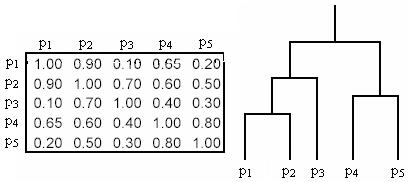 p1 p2 p3 p4 p5
p1 1.00 0.90 0.10 0.65 0.20
p2 0.90 1.00 0.70 0.60 0.50
p3 0.10 0.70 1.00 0.40 0.30
p4 0.65 0.60 0.40 1.00 0.80
p5 0.20 0.50 0.30 0.80 1.00
p1 p2 p3 p4 p5